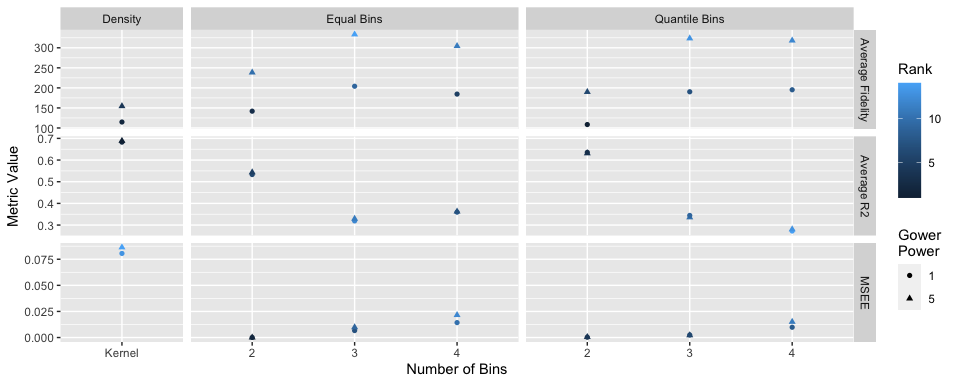 Density
Equal Bins
Quantile Bins
Metric Value
300
250
200
150
100
Average Fidelity
0.7
0.6
0.5
0.4
0.3
Average R2
0.075
0.050
0.025
0.000
MSEE
Kernel
2
3
4
2
3
4
Number of Bins
Rank
10
5
Gower
Power
1
5